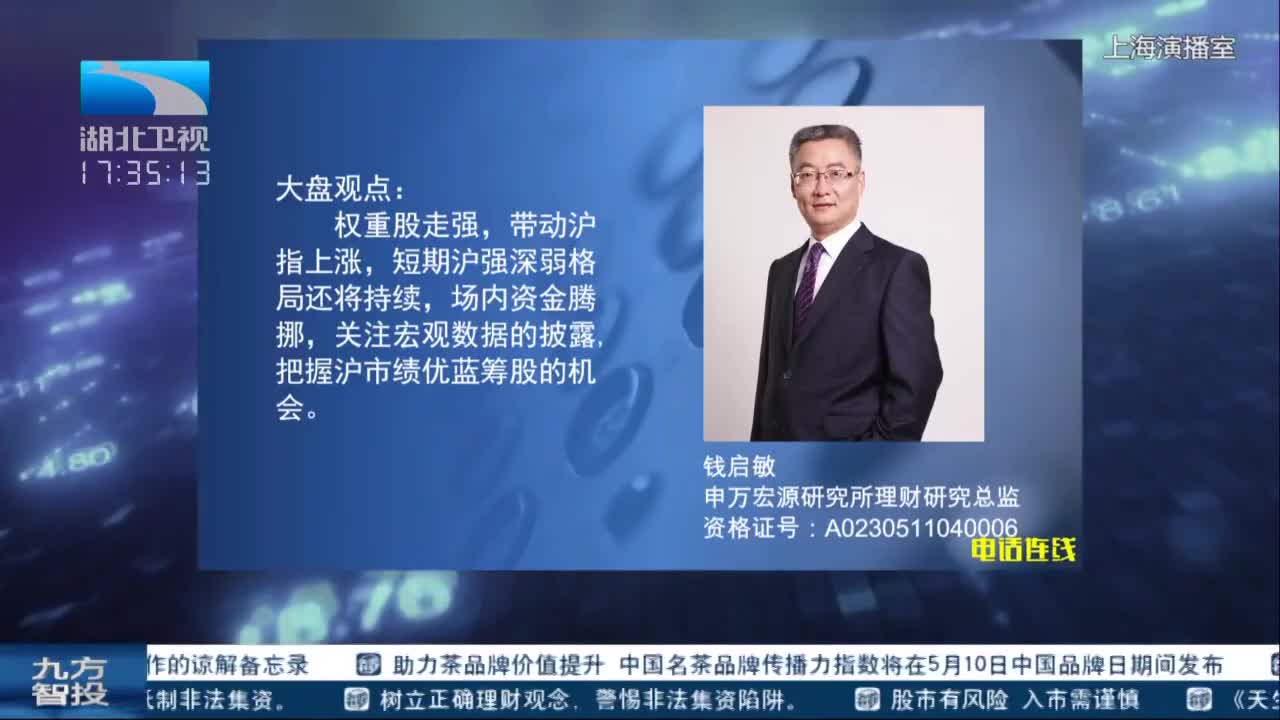 上海演播室
湖北卫视
17:35:13
大盘观点：
权重股走强，带动沪
指上涨，短期沪强深弱格
局还将持续，场内资金腾
挪，关注宏观数据的披露，
把握沪市绩优蓝筹股的机
会。
钱启敏
申万宏源研究所理财研究总监
资格证号：A0230511040006
电话连线
九方
智投
作的谅解备忘录 助力茶品牌价值提升 中国名茶品牌传播力指数将在5月10日中国品牌日期间发布
制非法集资。 树立正确理财观念，警惕非法集资陷阱。 股市有风险 入市需谨慎